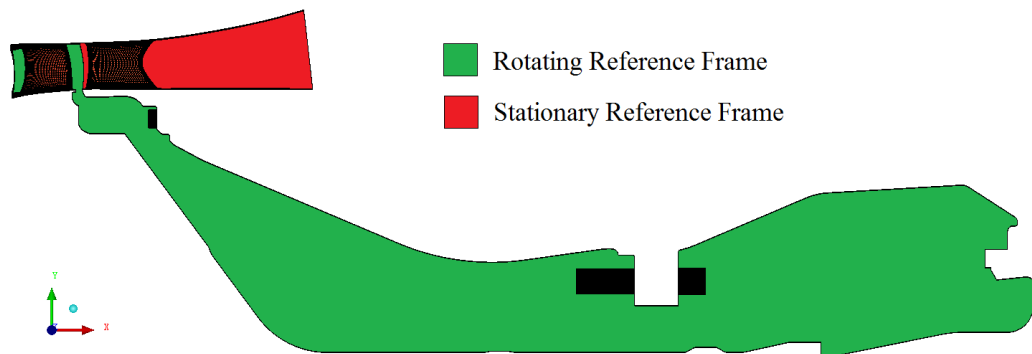 Rotating Reference Frame
Stationary Reference Frame
Y
X